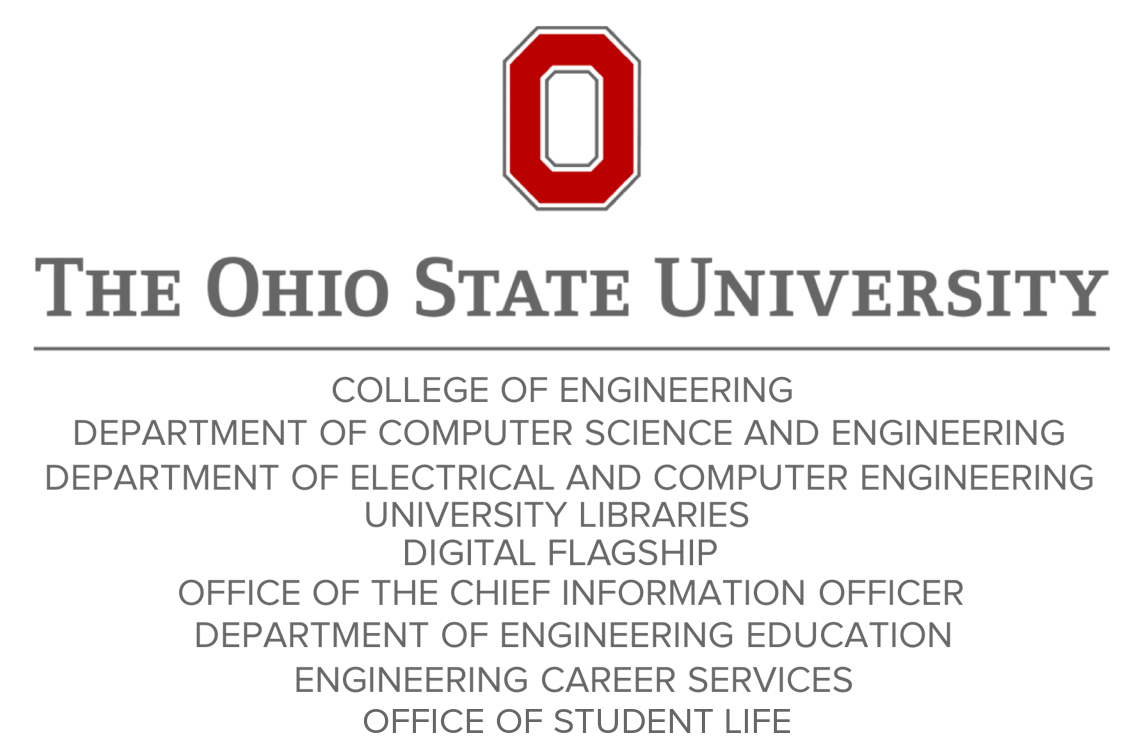 THE OHIO STATE UNIVERSITY
COLLEGE OF ENGINEERING
DEPARTMENT OF COMPUTER SCIENCE AND ENGINEERING
DEPARTMENT OF ELECTRICAL AND COMPUTER ENGINEERING
UNIVERSITY LIBRARIES
DIGITAL FLAGSHIP
OFFICE OF THE CHIEF INFORMATION OFFICER
DEPARTMENT OF ENGINEERING EDUCATION
ENGINEERING CAREER SERVICES
OFFICE OF STUDENT LIFE